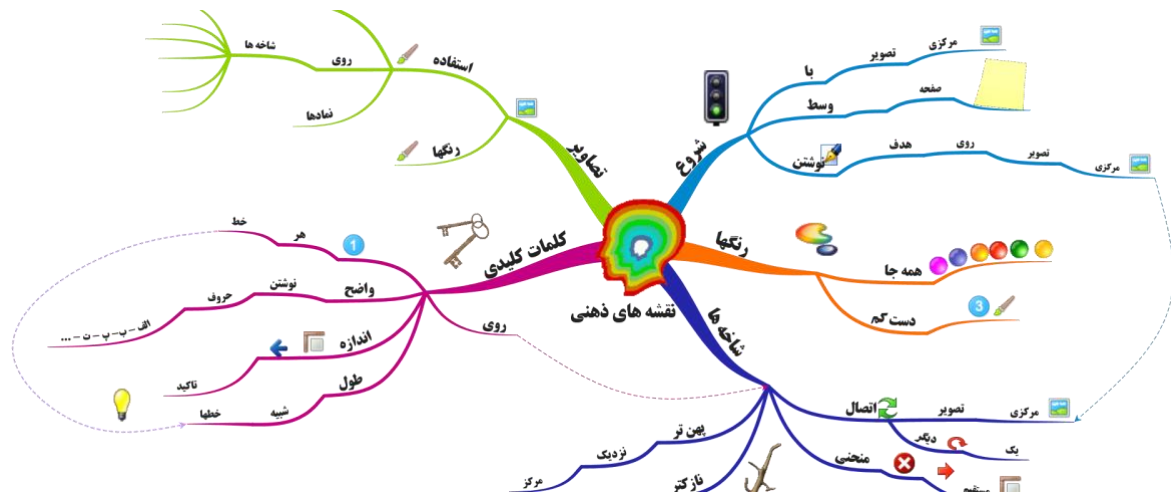 نقشه های ذهنی
شروع
با
تصویر
مرکزی
وسط
صفحه
نوشتن
هدف
روی
تصویر
مرکزی
رنگها
همه جا
دست کم
3
شاخه ها
اتصال
تصویر
مرکزی
دیگر
یک
منحنی
پهن تر
نزدیک
مرکز
نازکتر
کلمات کلیدی
1
هر
خط
واضح
نوشتن
حروف
الف - ب - پ - ت - ...
اندازه
تاکید
طول
شبیه
خطها
روی
تصاویر
استفاده
روی
شاخه ها
نمادها
رنگها